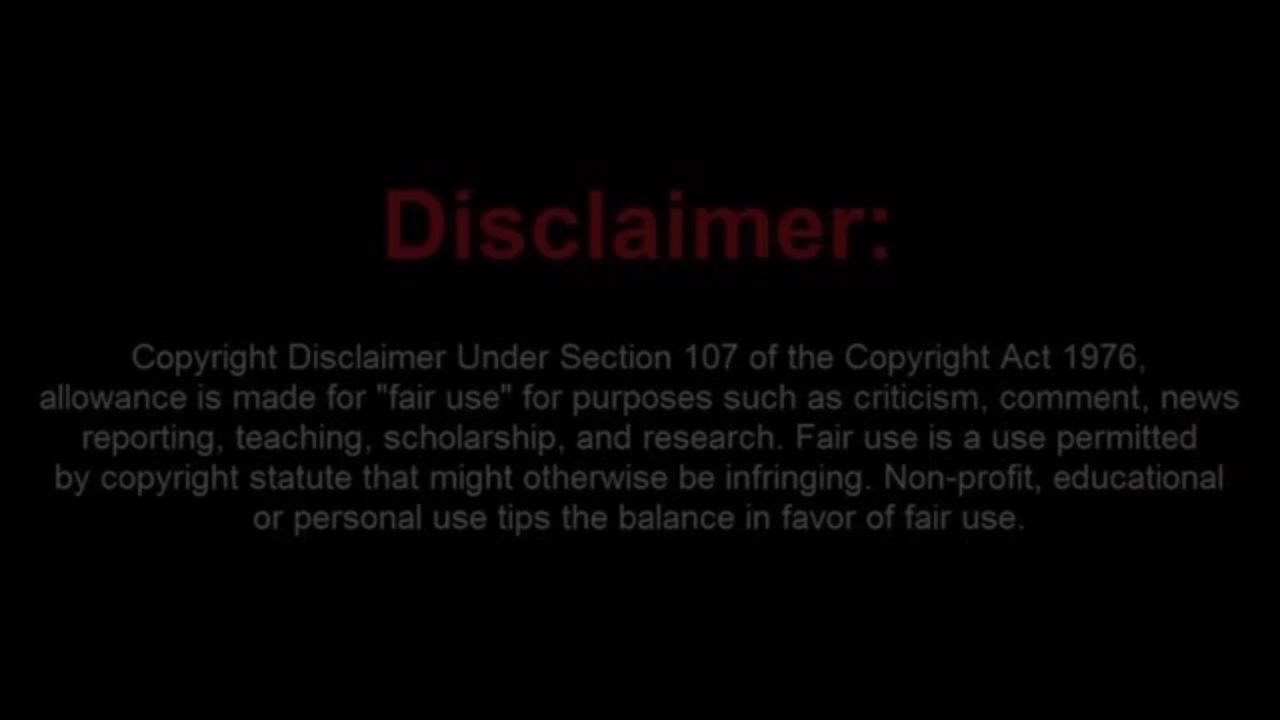 Disclaimer:
Copyright Disclaimer Under Section 107 of the Copyright Act 1976,
allowance is made for "fair use" for purposes such as criticism, comment, news
reporting, teaching, scholarship, and research. Fair use is a use permitted
by copyright statute that might otherwise be infringing. Non-profit, educational
or personal use tips the balance in favor of fair use.